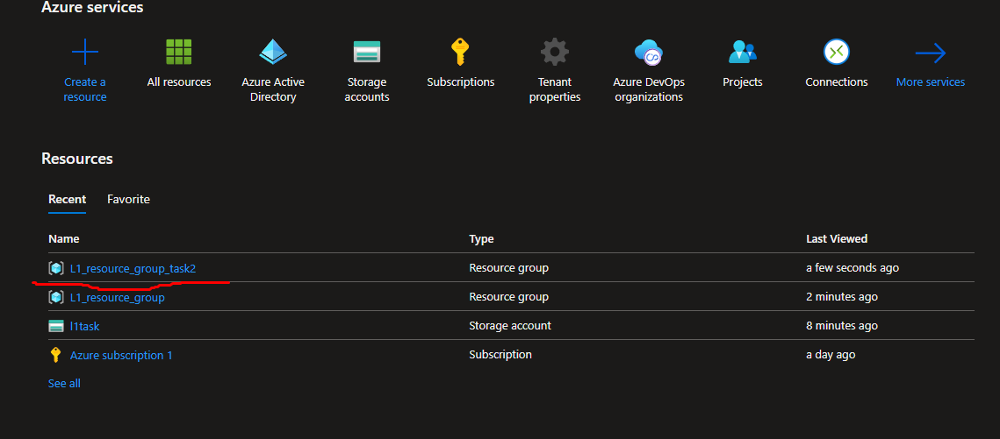 Azure services
Create a
resource
All resources
Azure Active
Directory
Storage
accounts
Subscriptions
Tenant
properties
Azure DevOps
organizations
Projects
Connections
More services
Resources
Recent Favorite
Name Type Last Viewed
L1_resource_group_task2 Resource group a few seconds ago
L1_resource_group Resource group 2 minutes ago
l1task Storage account 8 minutes ago
Azure subscription 1 Subscription a day ago
See all